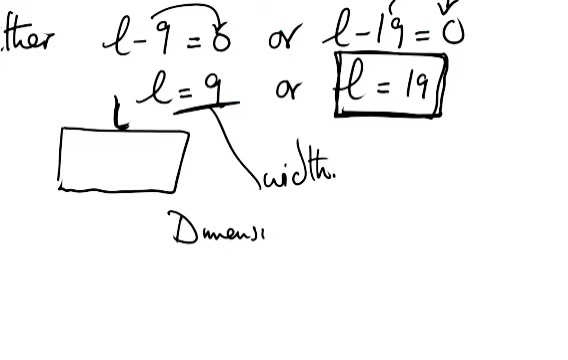 ther l - 9 = 0 or l - 19 = 0
l = 9 or l = 19
l
width.
Dimensi